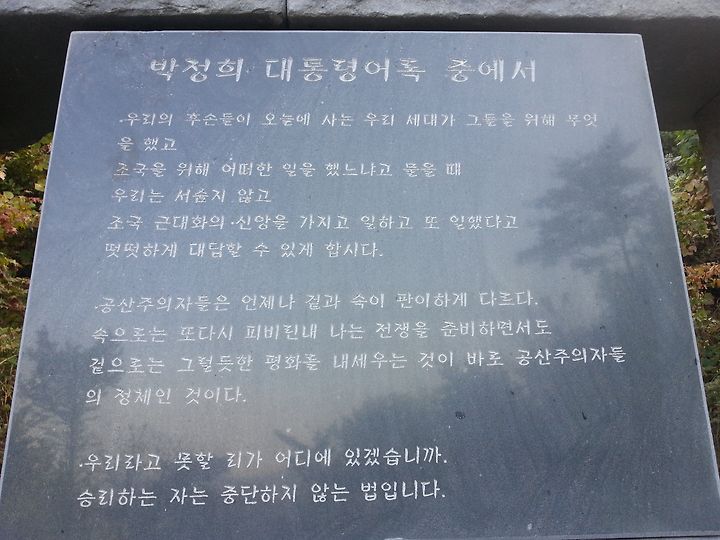 박정희 대통령어록 중에서
·우리의 후손들이 오늘에 사는 우리 세대가 그들을 위해 무엇
을 했고
조국을 위해 어떠한 일을 했느냐고 물을 때
우리는 서슴지 않고
조국 근대화의 신앙을 가지고 일하고 또 일했다고
떳떳하게 대답할 수 있게 합시다.
·공산주의자들은 언제나 겉과 속이 판이하게 다르다.
속으로는 또다시 피비린내 나는 전쟁을 준비하면서도
겉으로는 그럴듯한 평화를 내세우는 것이 바로 공산주의자들
의 정체인 것이다.
·우리라고 못할 리가 어디에 있겠습니까.
승리하는 자는 중단하지 않는 법입니다.